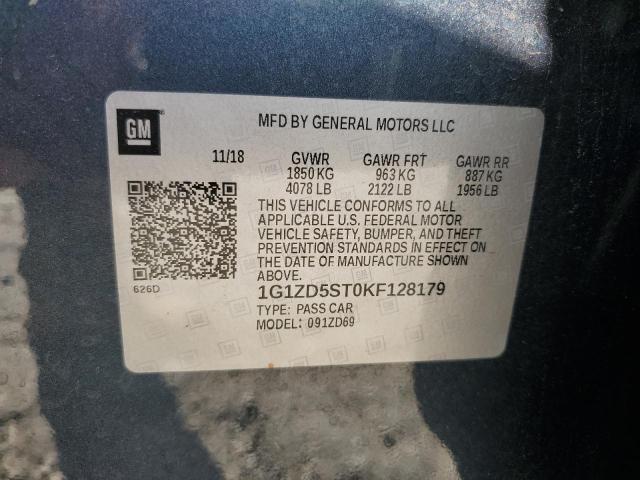 GM
MFD BY GENERAL MOTORS LLC
11/18 GVWR GAWR FRT GAWR RR
1850 KG 963 KG 887 KG
4078 LB 2122 LB 1956 LB
THIS VEHICLE CONFORMS TO ALL
APPLICABLE U.S. FEDERAL MOTOR
VEHICLE SAFETY, BUMPER, AND THEFT
PREVENTION STANDARDS IN EFFECT ON
THE DATE OF MANUFACTURE SHOWN
ABOVE.
626D
1G1ZD5ST0KF128179
TYPE: PASS CAR
MODEL: 091ZD69